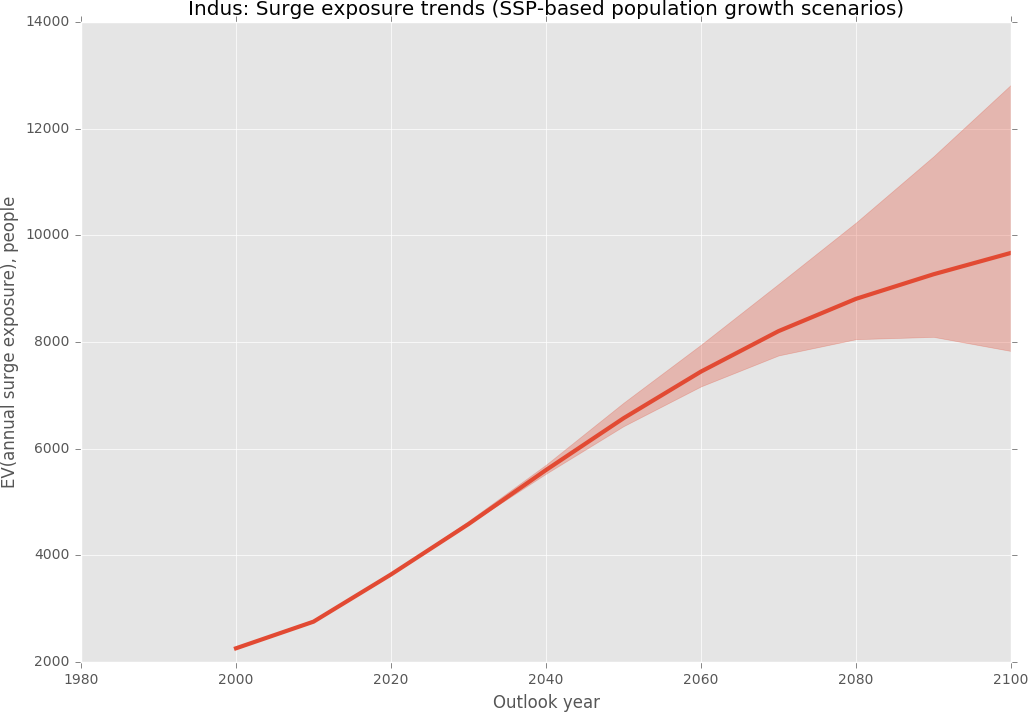 Indus: Surge exposure trends (SSP-based population growth scenarios)
14000
12000
10000
8000
6000
4000
2000
EV(annual surge exposure), people
1980 2000 2020 2040 2060 2080 2100
Outlook year